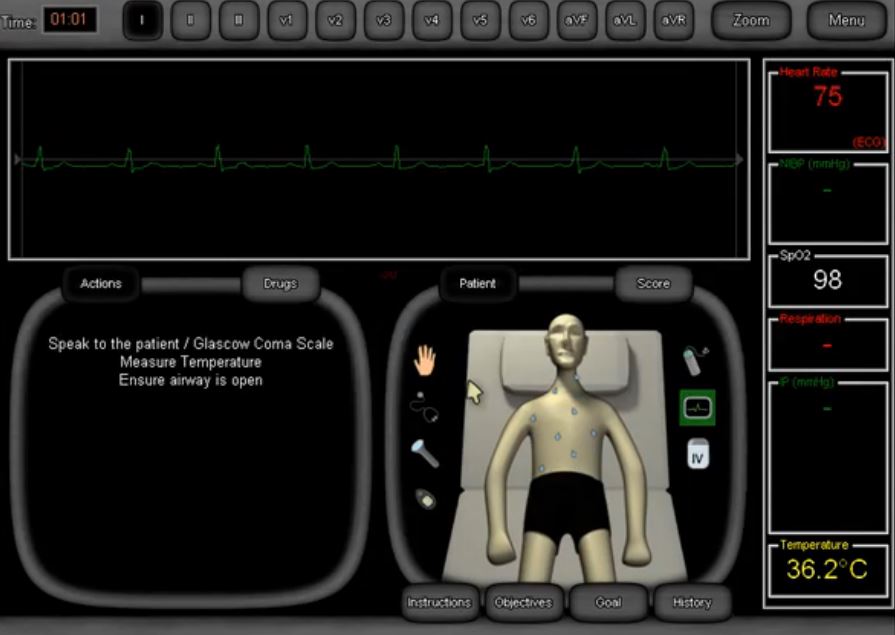 Time: 01:01 I II III v1 v2 v3 v4 v5 v6 aVF aVL aVR Zoom Menu
Heart Rate
75
(ECG)
NIBP (mmHg)
-
SpO2
98
Respiration
-
IP (mmHg)
-
Temperature
36.2°C
Actions Drugs
Speak to the patient / Glascow Coma Scale
Measure Temperature
Ensure airway is open
Patient Score
IV
Instructions Objectives Goal History